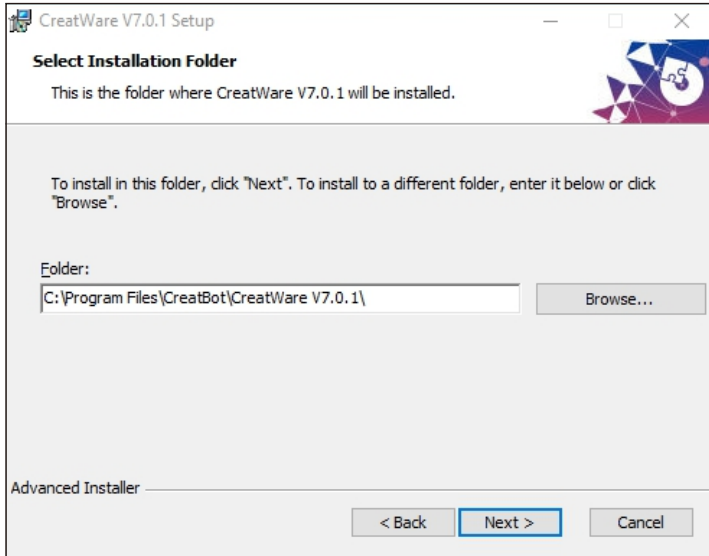 CreatWare V7.0.1 Setup
Select Installation Folder
This is the folder where CreatWare V7.0.1 will be installed.
To install in this folder, click "Next". To install to a different folder, enter it below or click
"Browse".
Folder:
C:\Program Files\CreatBot\CreatWare V7.0.1\
Browse...
Advanced Installer
< Back
Next >
Cancel